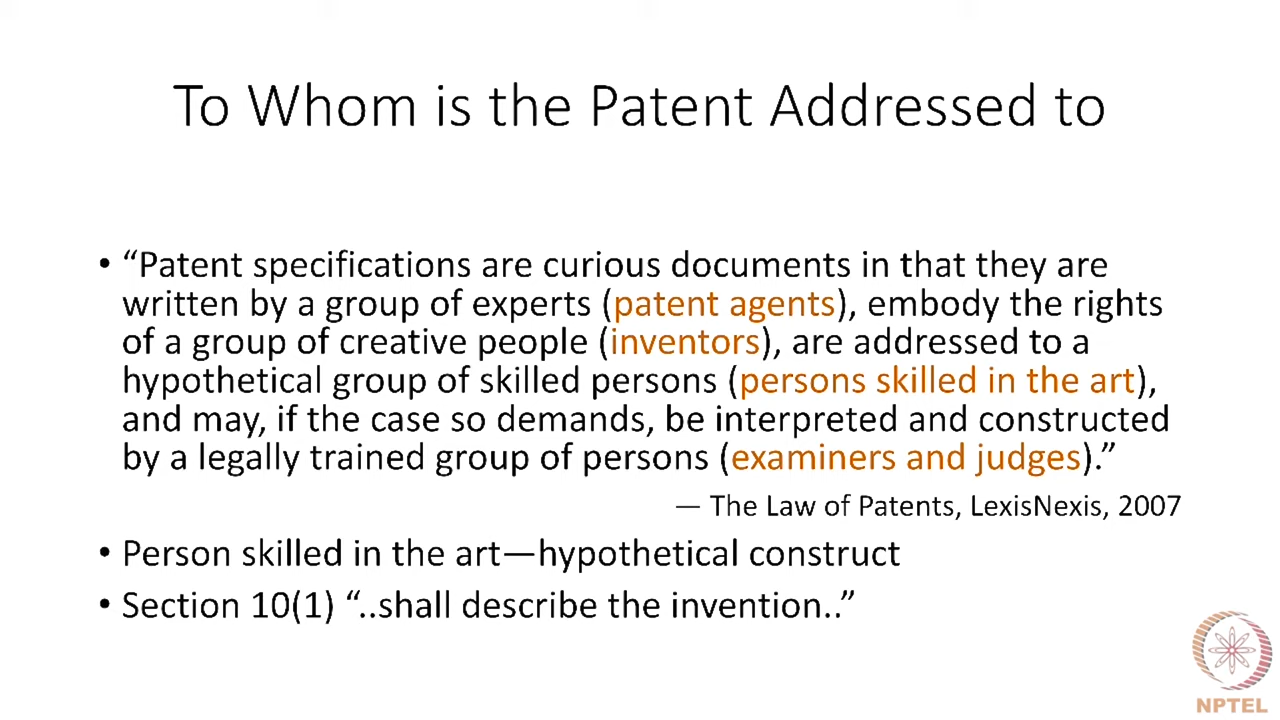 To Whom is the Patent Addressed to
• “Patent specifications are curious documents in that they are
written by a group of experts (patent agents), embody the rights
of a group of creative people (inventors), are addressed to a
hypothetical group of skilled persons (persons skilled in the art),
and may, if the case so demands, be interpreted and constructed
by a legally trained group of persons (examiners and judges).”
— The Law of Patents, LexisNexis, 2007
• Person skilled in the art—hypothetical construct
• Section 10(1) “..shall describe the invention..”
NPTEL